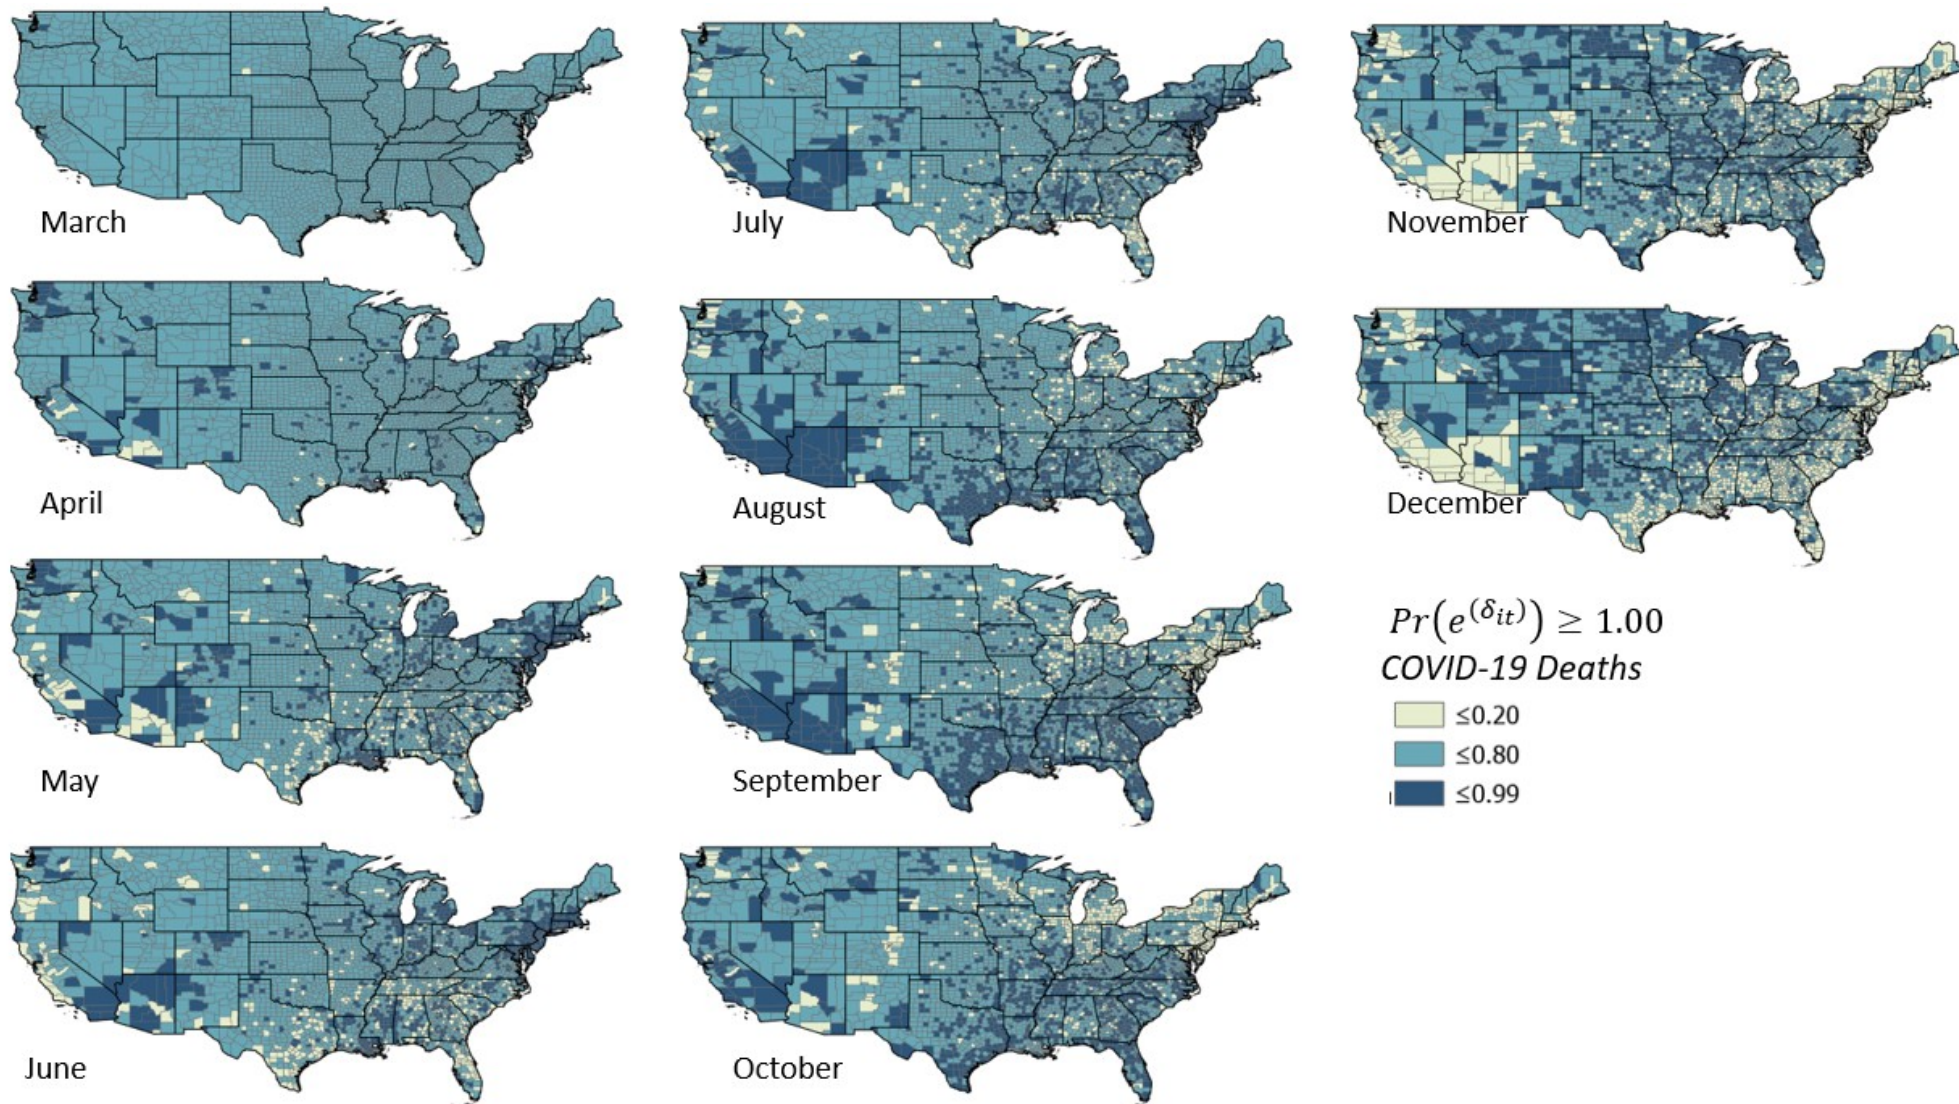 March
July
November
April
August
December
May
September
June
October
Pr(e^(δ_it)) ≥ 1.00
COVID-19 Deaths
≤0.20
≤0.80
≤0.99